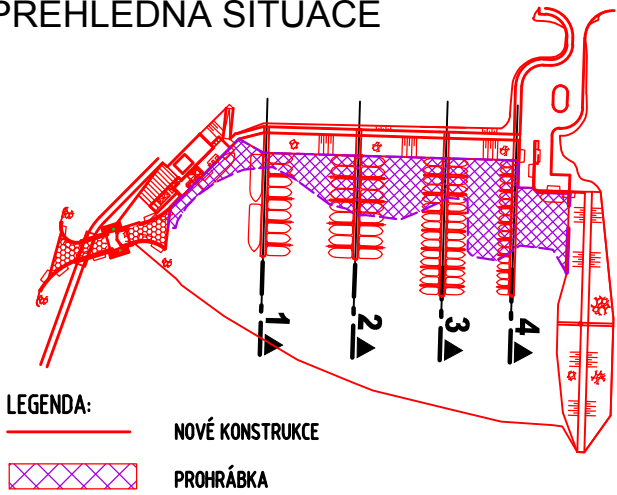 PŘEHLEDNÁ SITUACE
1
2
3
4
LEGENDA:
NOVÉ KONSTRUKCE
PROHRÁBKA